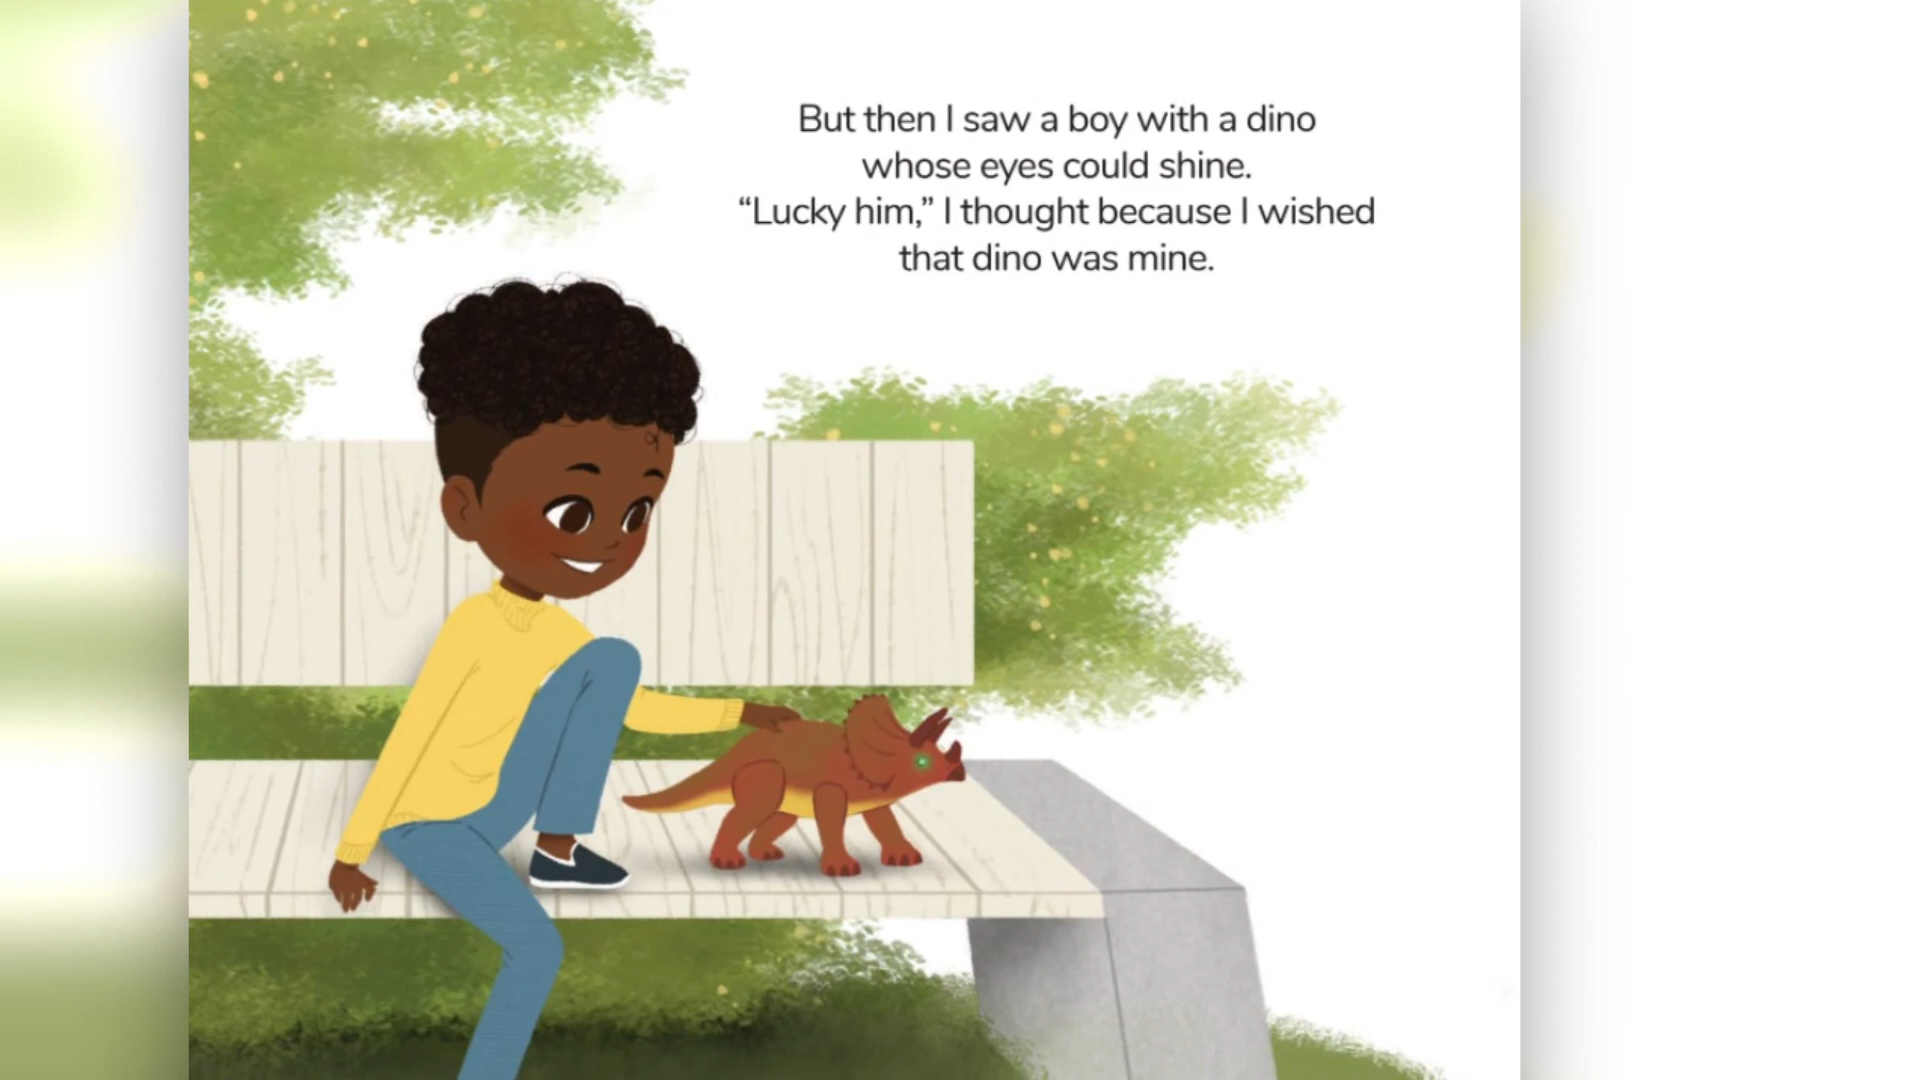 But then I saw a boy with a dino
whose eyes could shine.
“Lucky him,” I thought because I wished
that dino was mine.